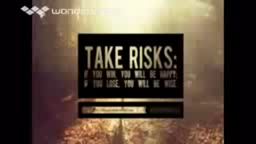 TAKE RISKS:
IF YOU WIN, YOU WILL BE HAPPY;
IF YOU LOSE, YOU WILL BE WISE.